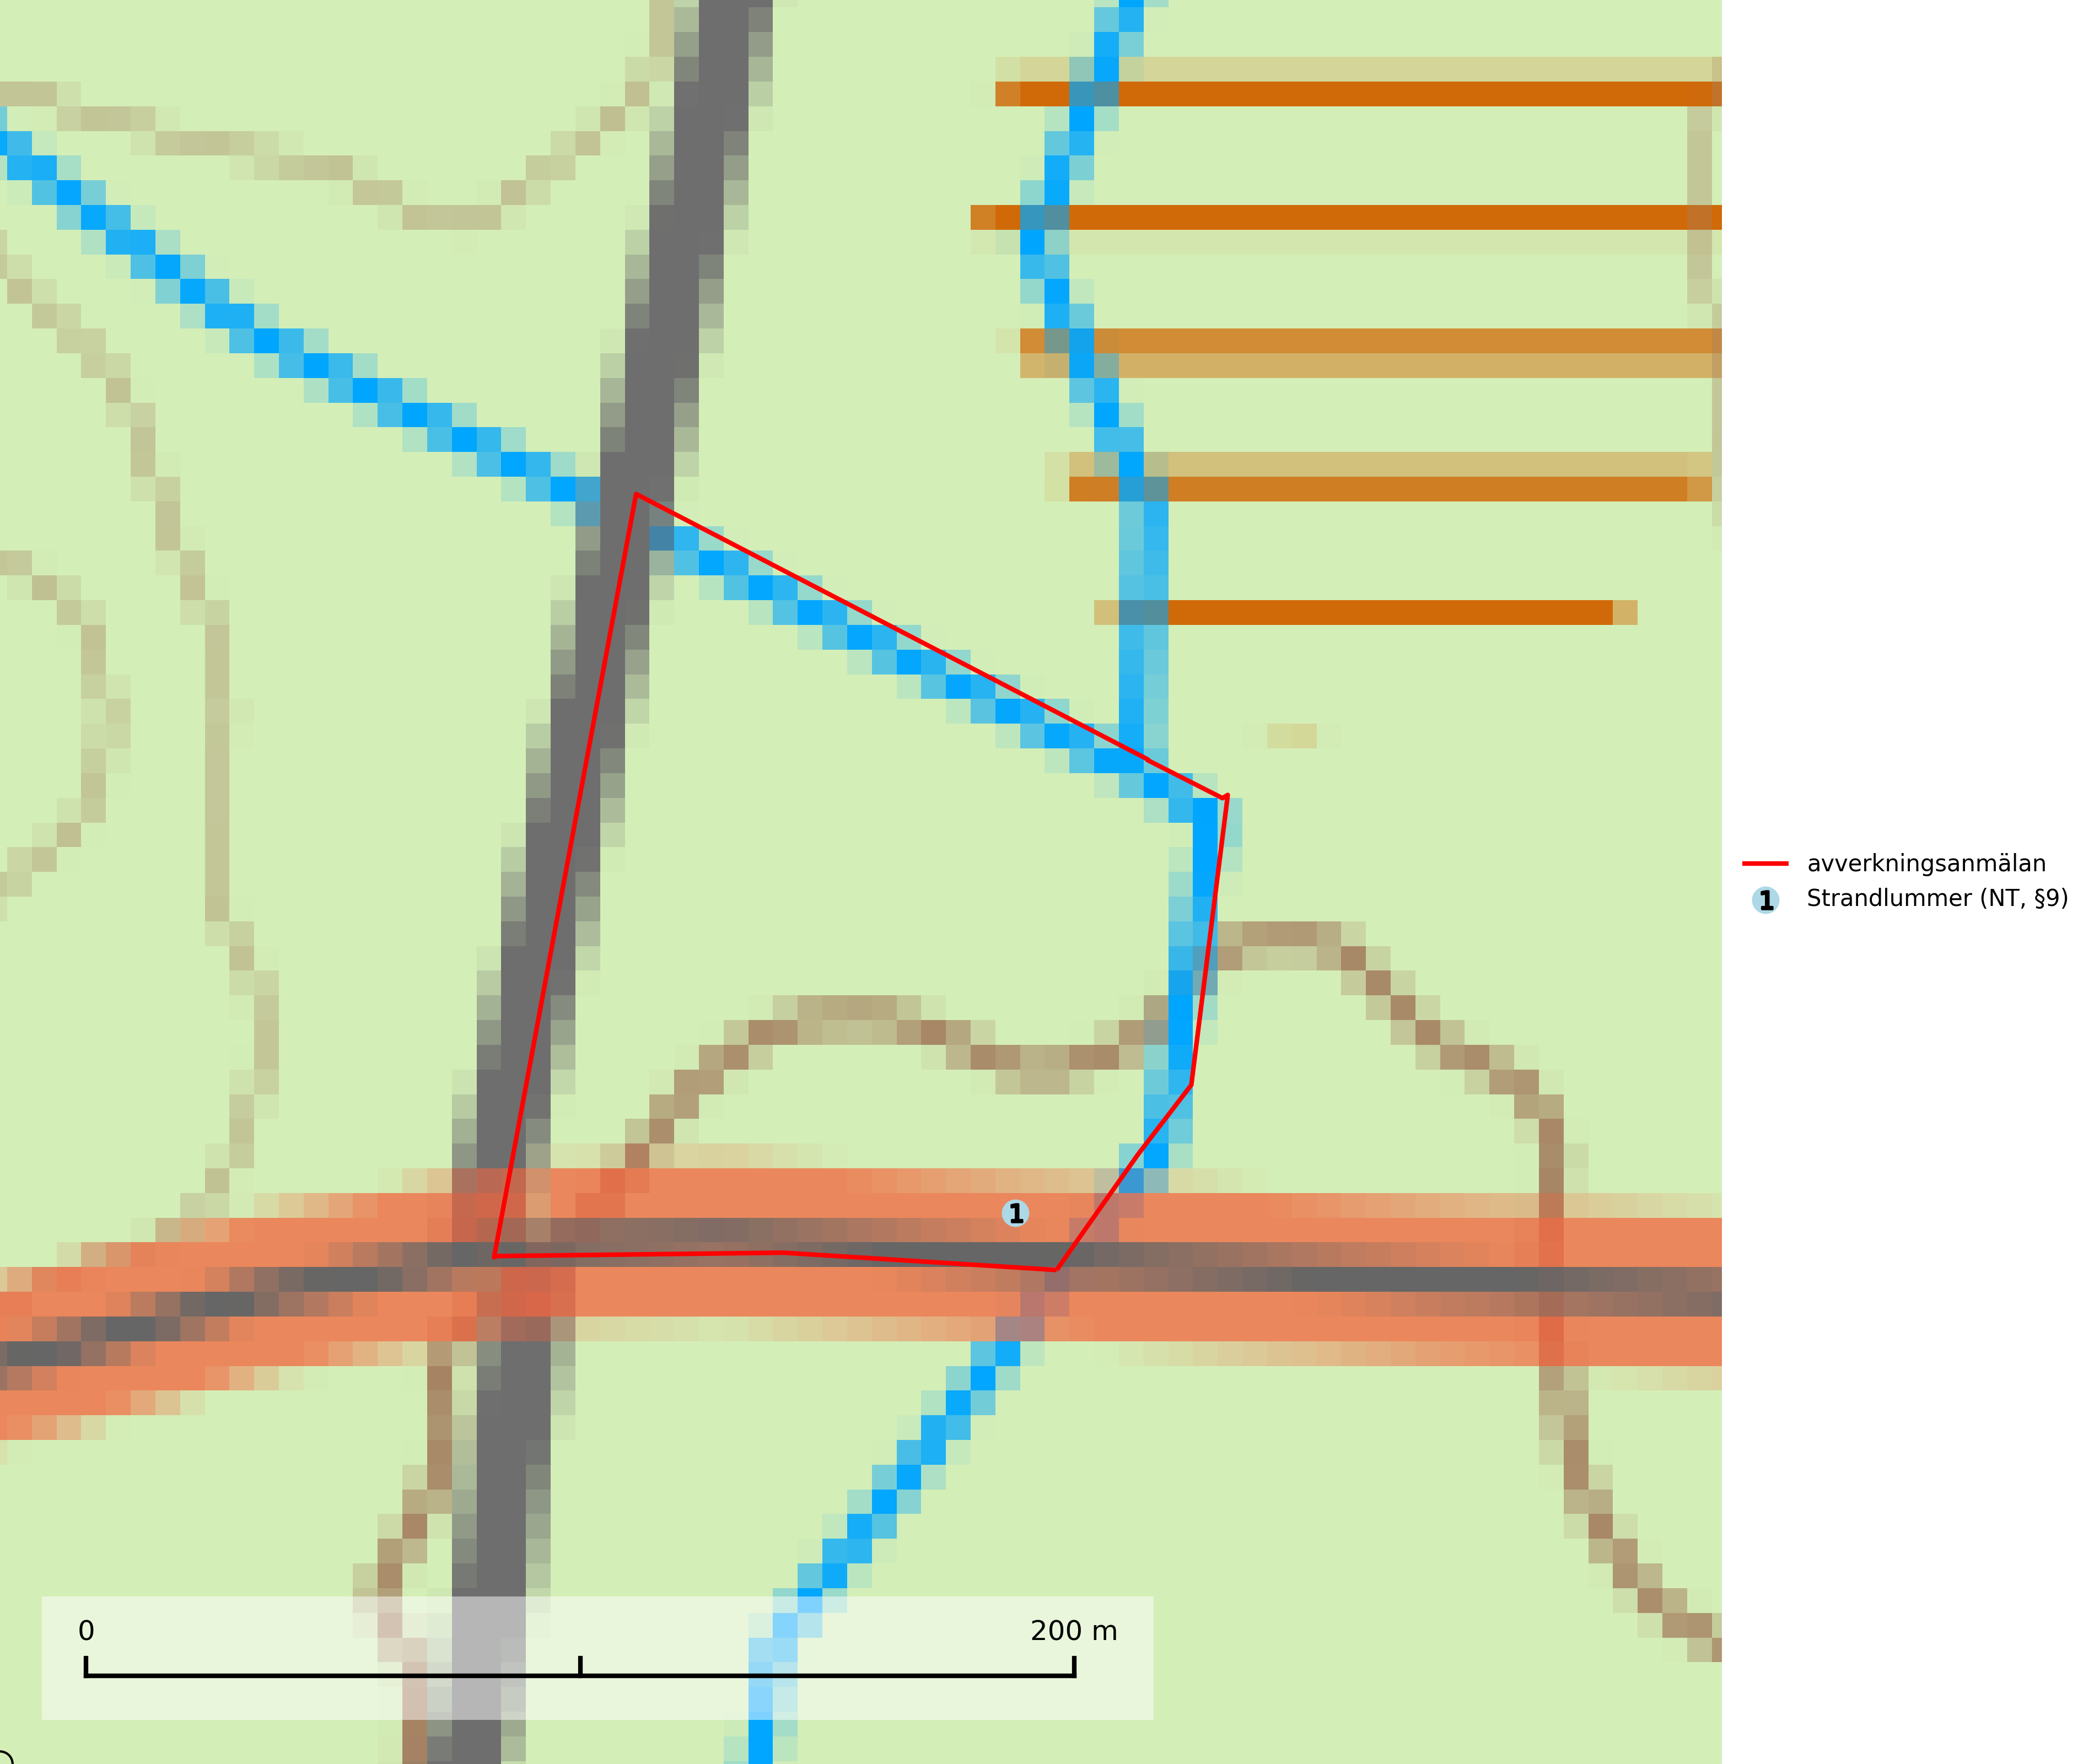 avverkningsanmälan
1 Strandlummer (NT, §9)
1
0 200 m